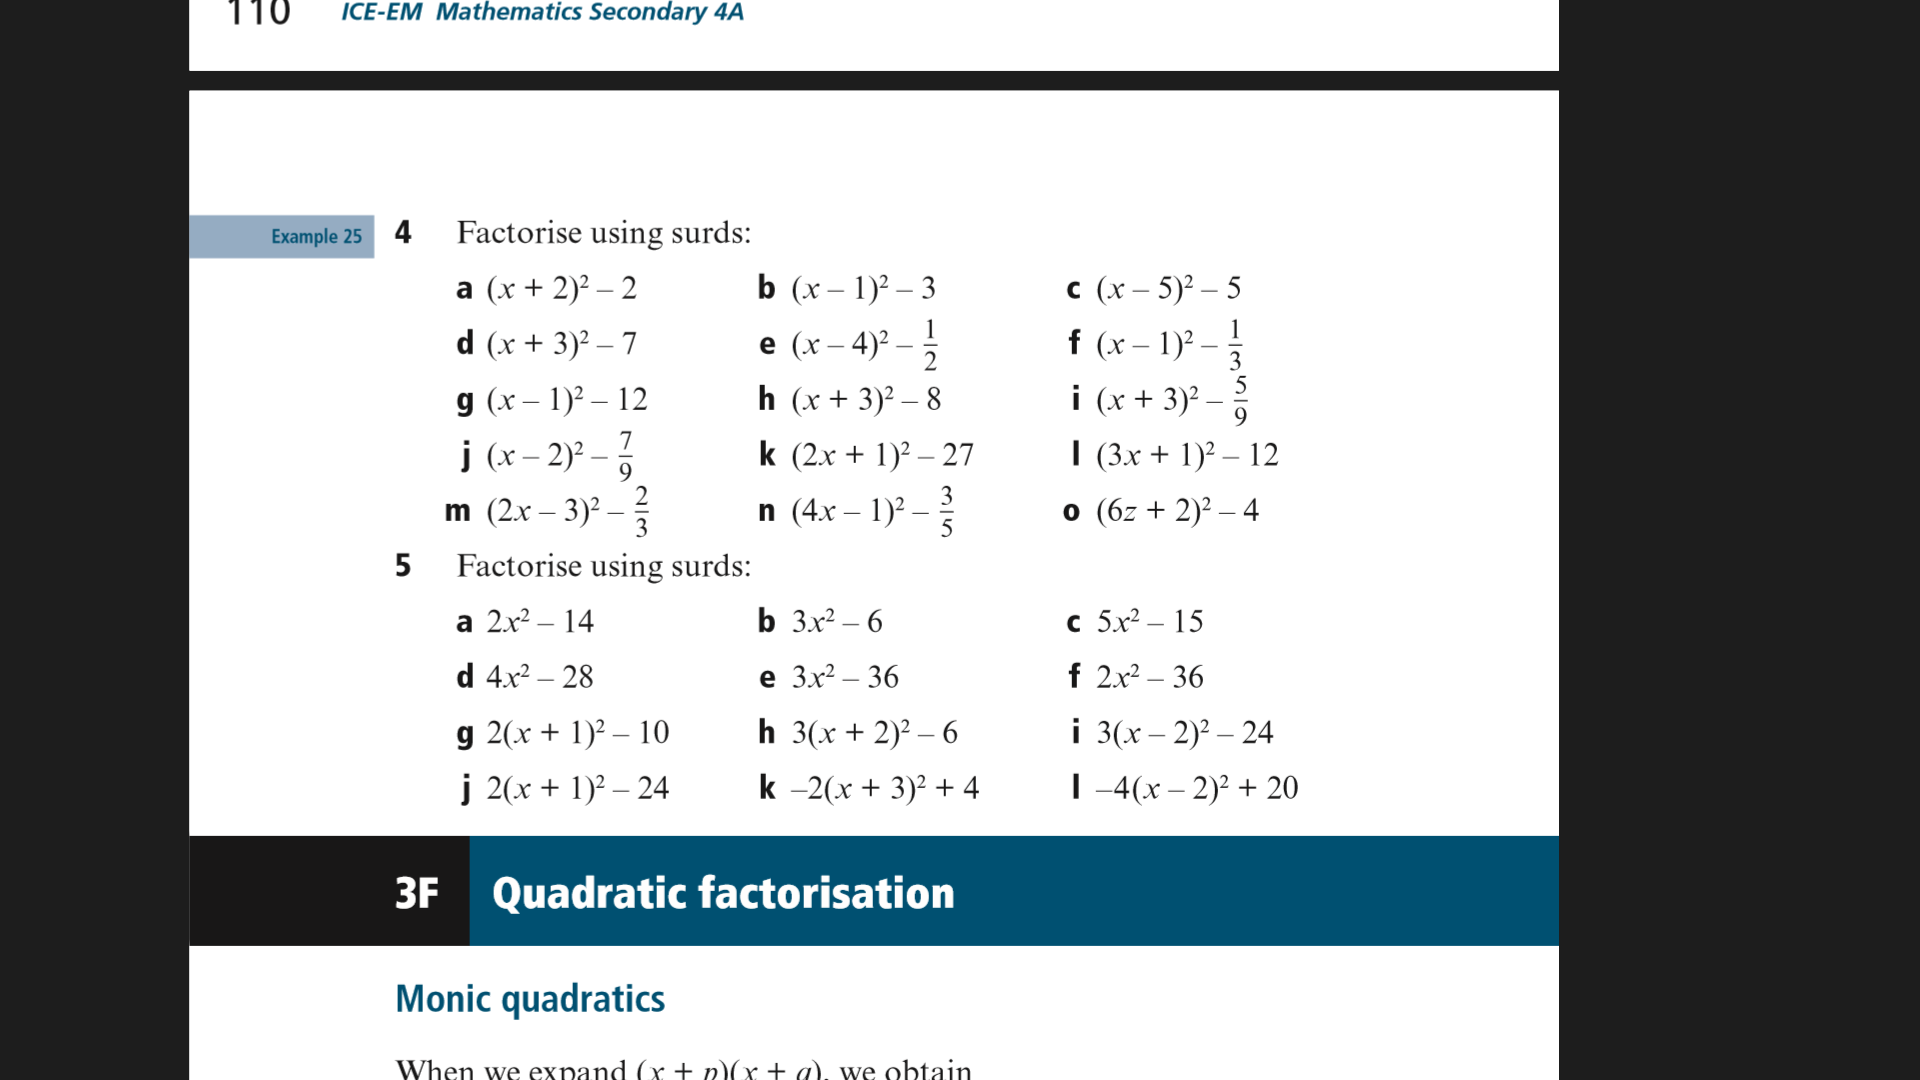 110 ICE-EM Mathematics Secondary 4A
Example 25 4 Factorise using surds:
a (x + 2)² – 2 b (x – 1)² – 3 c (x – 5)² – 5
d (x + 3)² – 7 e (x – 4)² – 1/2 f (x – 1)² – 1/3
g (x – 1)² – 12 h (x + 3)² – 8 i (x + 3)² – 5/9
j (x – 2)² – 7/9 k (2x + 1)² – 27 l (3x + 1)² – 12
m (2x – 3)² – 2/3 n (4x – 1)² – 3/5 o (6z + 2)² – 4
5 Factorise using surds:
a 2x² – 14 b 3x² – 6 c 5x² – 15
d 4x² – 28 e 3x² – 36 f 2x² – 36
g 2(x + 1)² – 10 h 3(x + 2)² – 6 i 3(x – 2)² – 24
j 2(x + 1)² – 24 k –2(x + 3)² + 4 l –4(x – 2)² + 20
3F Quadratic factorisation
Monic quadratics
When we expand (x + p)(x + q), we obtain